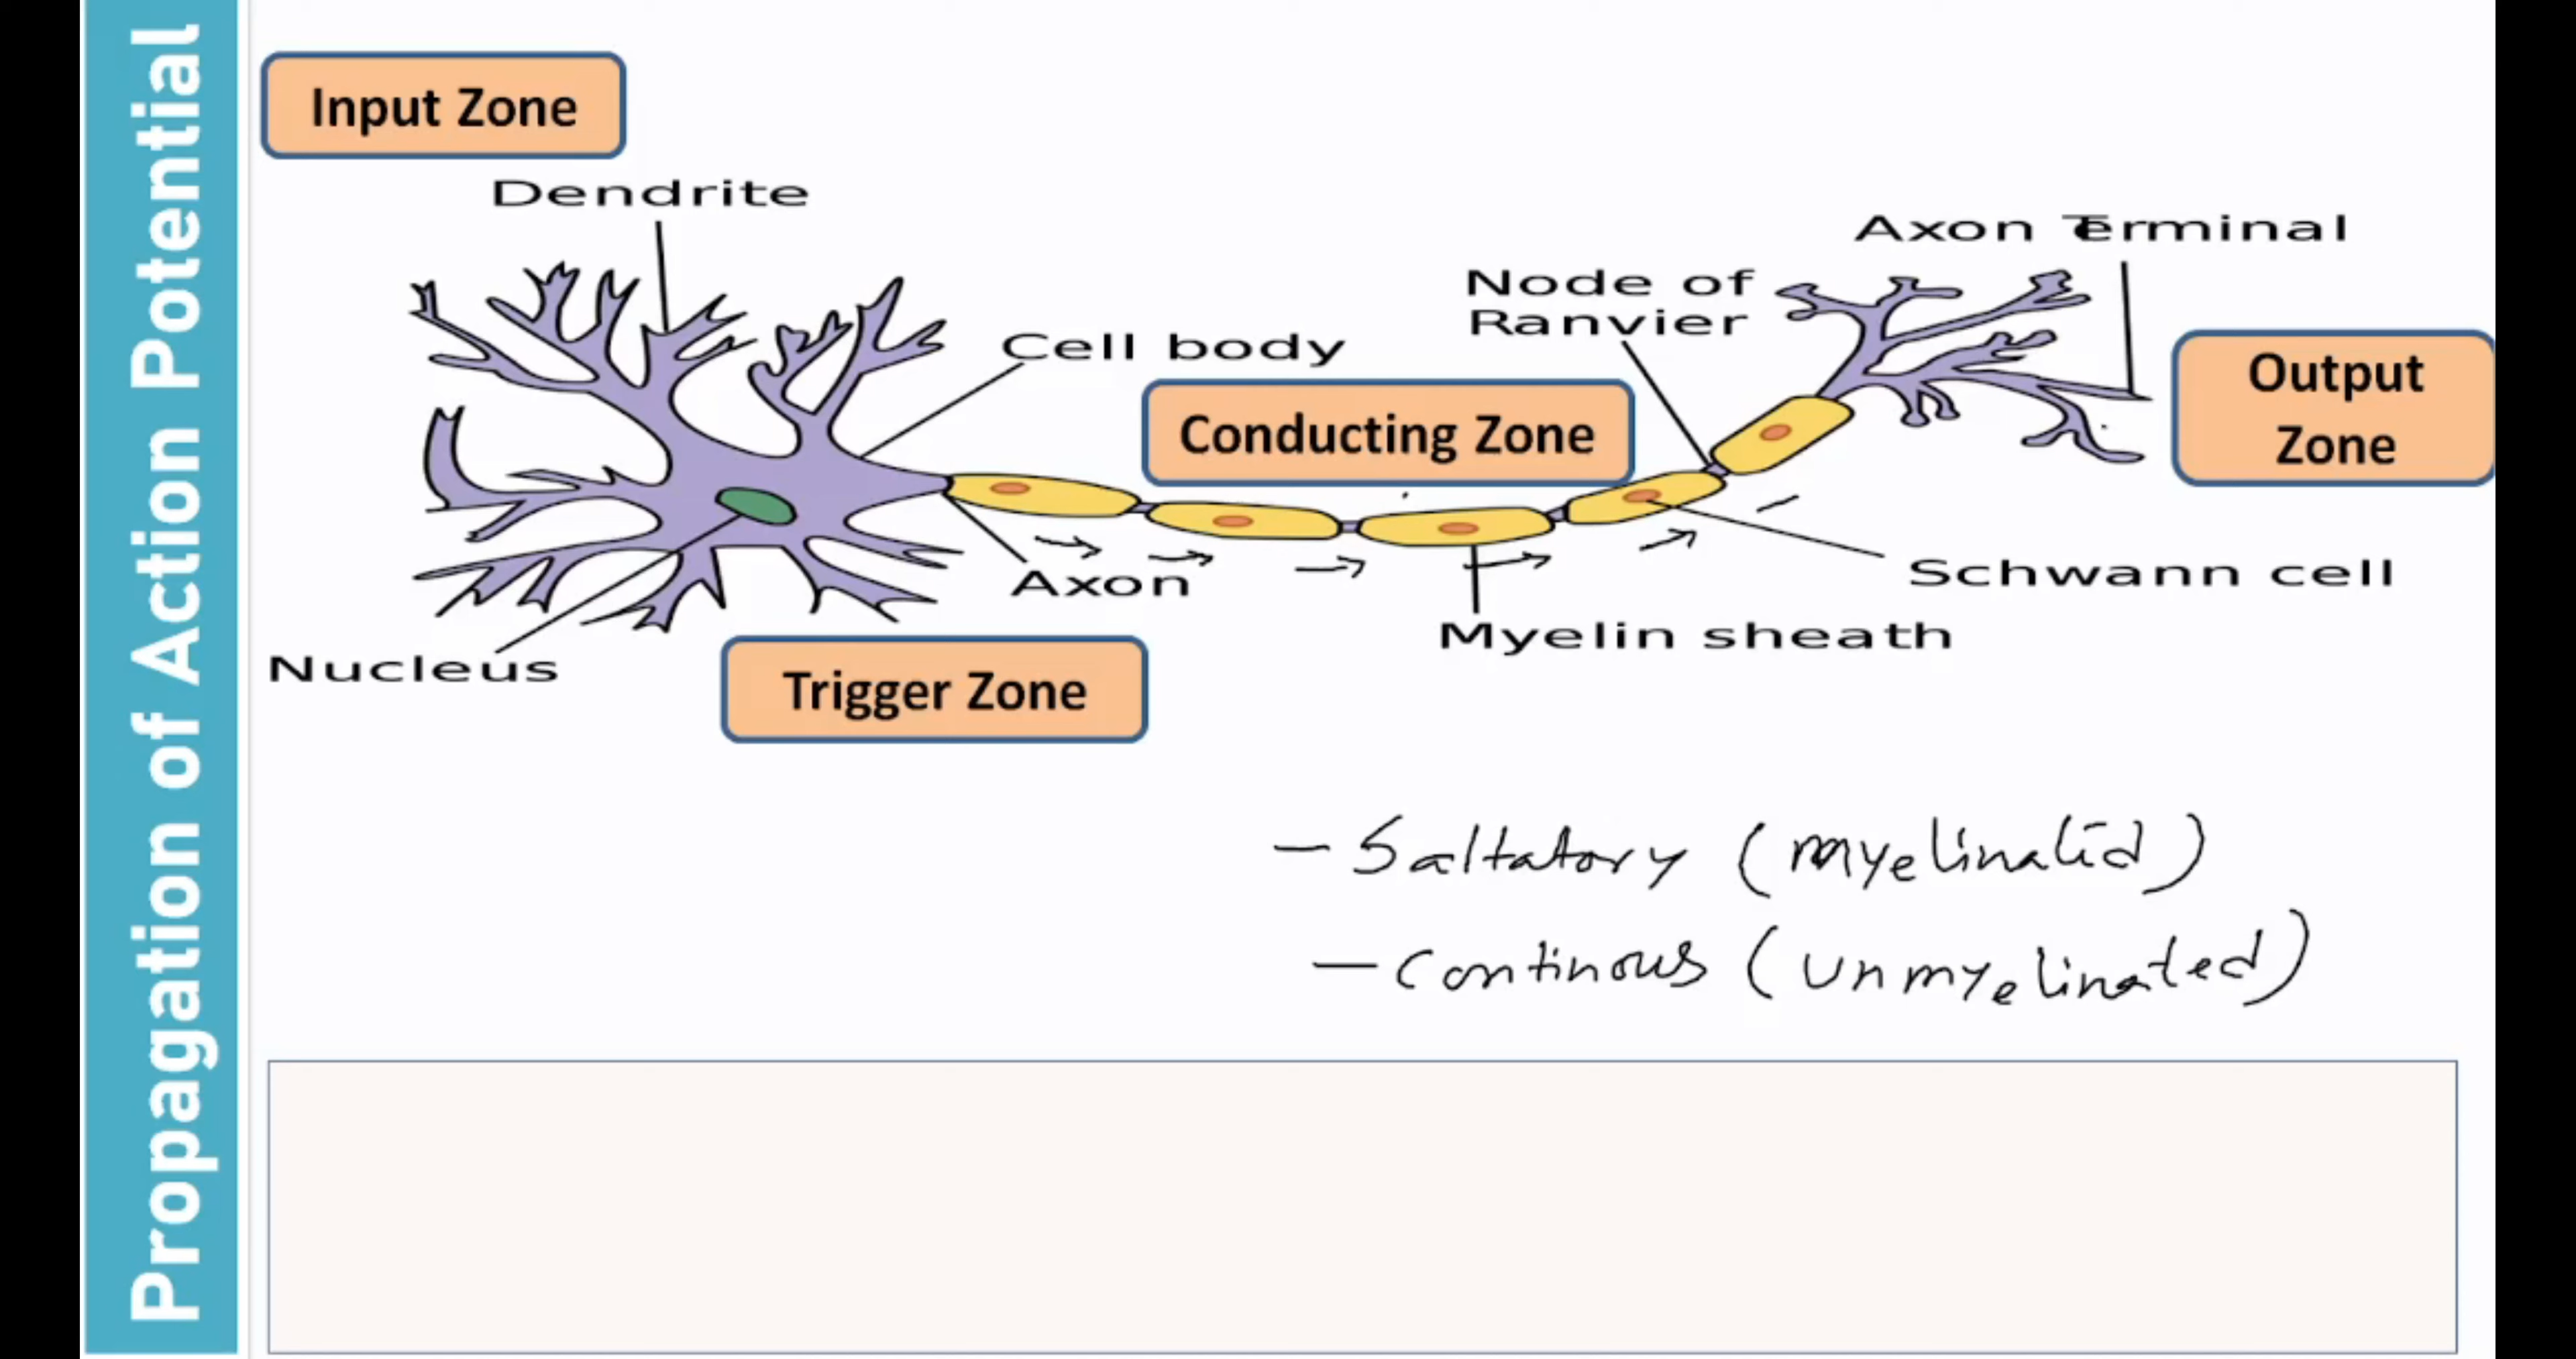 Propagation of Action Potential
Input Zone
Dendrite
Axon Terminal
Node of
Ranvier
Cell body
Output
Zone
Conducting Zone
Schwann cell
Axon
Myelin sheath
Nucleus
Trigger Zone
- Saltatory (myelinatid)
- Continous (unmyelinated)